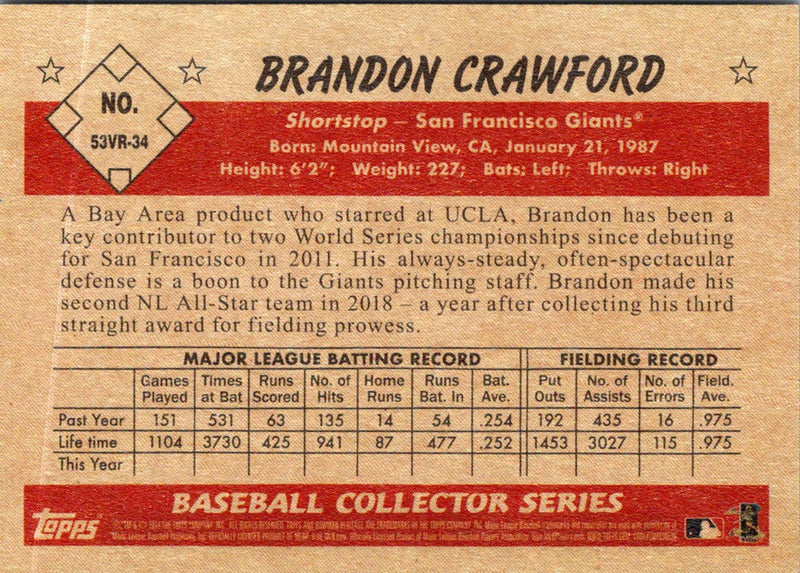 BRANDON CRAWFORD
NO.
53VR-34
Shortstop – San Francisco Giants®
Born: Mountain View, CA, January 21, 1987
Height: 6'2"; Weight: 227; Bats: Left; Throws: Right
A Bay Area product who starred at UCLA, Brandon has been a
key contributor to two World Series championships since debuting
for San Francisco in 2011. His always-steady, often-spectacular
defense is a boon to the Giants pitching staff. Brandon made his
second NL All-Star team in 2018 – a year after collecting his third
straight award for fielding prowess.
MAJOR LEAGUE BATTING RECORD FIELDING RECORD
Games Times Runs No. of Home Runs Bat. Put No. of No. of Field.
Played at Bat Scored Hits Runs Bat. In Ave. Outs Assists Errors Ave.
Past Year 151 531 63 135 14 54 .254 192 435 16 .975
Life time 1104 3730 425 941 87 477 .252 1453 3027 115 .975
This Year
BASEBALL COLLECTOR SERIES
TOPPS